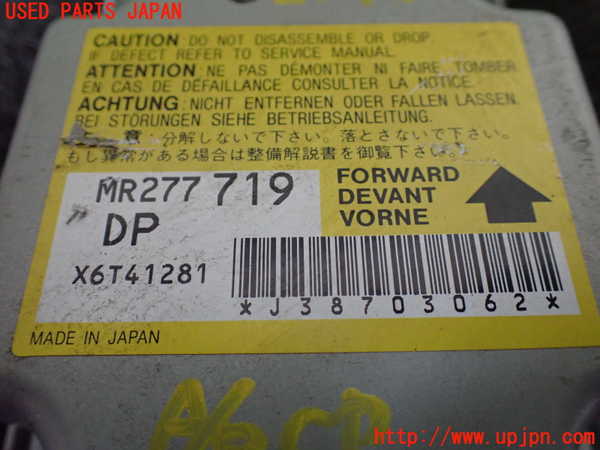 USED PARTS JAPAN
CAUTION: DO NOT DISASSEMBLE OR DROP.
IF DEFECT REFER TO SERVICE MANUAL.
ATTENTION: NE PAS DÉMONTER NI FAIRE TOMBER
EN CAS DE DÉFAILLANCE CONSULTER LA NOTICE.
ACHTUNG: NICHT ENTFERNEN ODER FALLEN LASSEN.
BEI STORUNGEN SIEHE BETRIEBSANLEITUNG.
意:分解しないで下さい。落とさないで下さい。
もし異常がある場合は整備解説書を御覧下さい。
MR277719
DP
X6T41281
FORWARD
DEVANT
VORNE
*J38703062*
MADE IN JAPAN
http://www.upjpn.com/